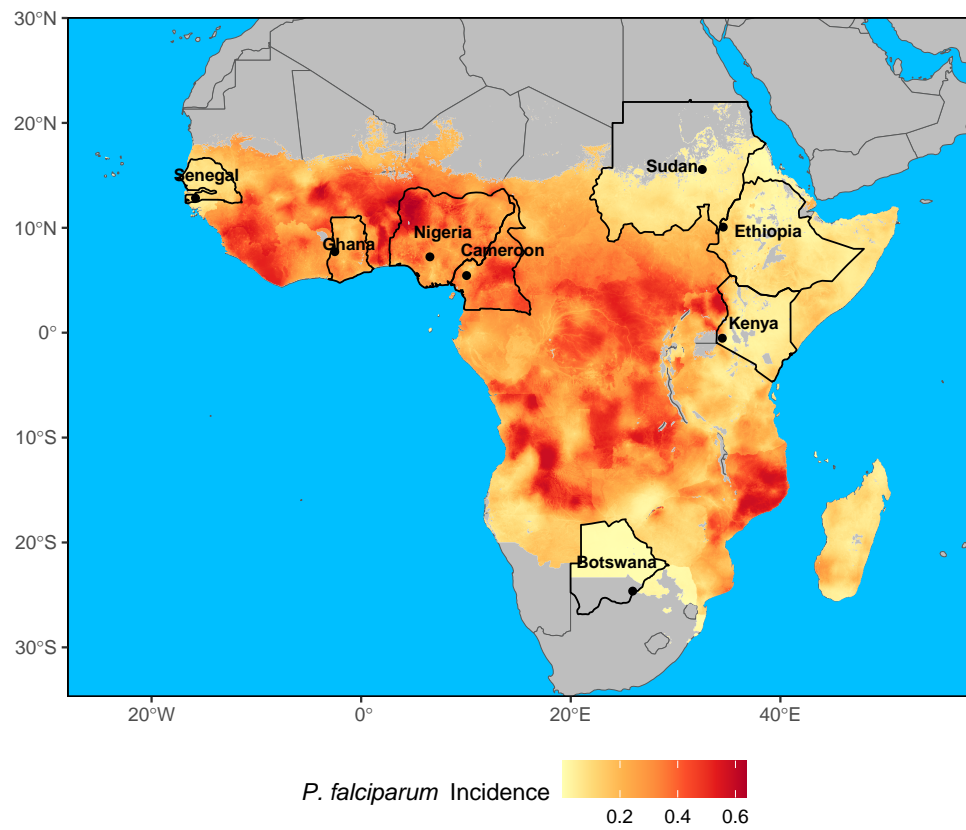 30°N
20°N
10°N
0°
10°S
20°S
30°S
Senegal
Ghana
Nigeria
Cameroon
Sudan
Ethiopia
Kenya
Botswana
20°W
0°
20°E
40°E
P. falciparum Incidence
0.2
0.4
0.6